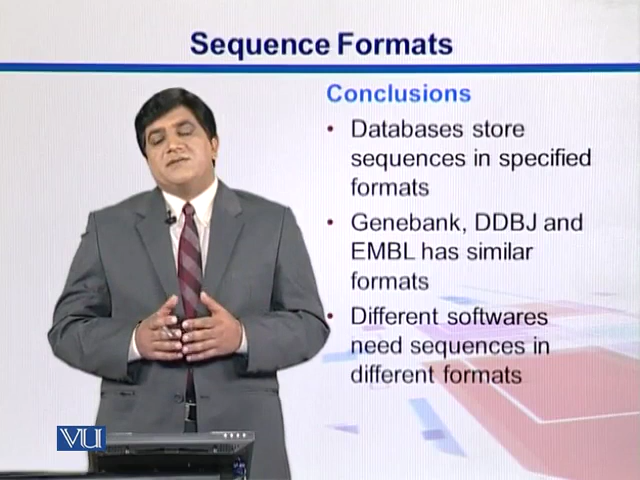 Sequence Formats
Conclusions
• Databases store
sequences in specified
formats
• Genebank, DDBJ and
EMBL has similar
formats
• Different softwares
need sequences in
different formats
VU